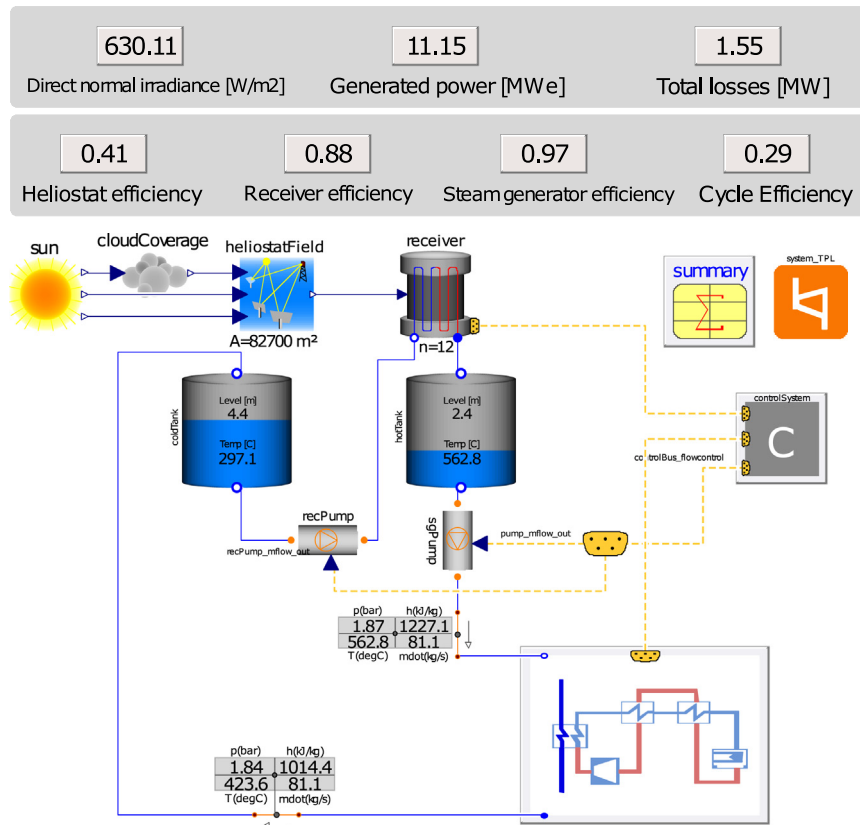 630.11
11.15
1.55
Direct normal irradiance [W/m2]
Generated power [MWe]
Total losses [MW]
0.41
0.88
0.97
0.29
Heliostat efficiency
Receiver efficiency
Steam generator efficiency
Cycle Efficiency
sun
cloudCoverage
heliostatField
receiver
summary
system_TPL
A=82700 m²
n=12
controlSystem
C
coldTank
Level [m]
4.4
Temp [C]
297.1
hotTank
Level [m]
2.4
Temp [C]
562.8
controlBus_flowcontrol
recPump
recPump_mflow_out
sgPump
pump_mflow_out
p(bar) h(kJ/kg)
1.87 1227.1
562.8 81.1
T(degC) mdot(kg/s)
p(bar) h(kJ/kg)
1.84 1014.4
423.6 81.1
T(degC) mdot(kg/s)